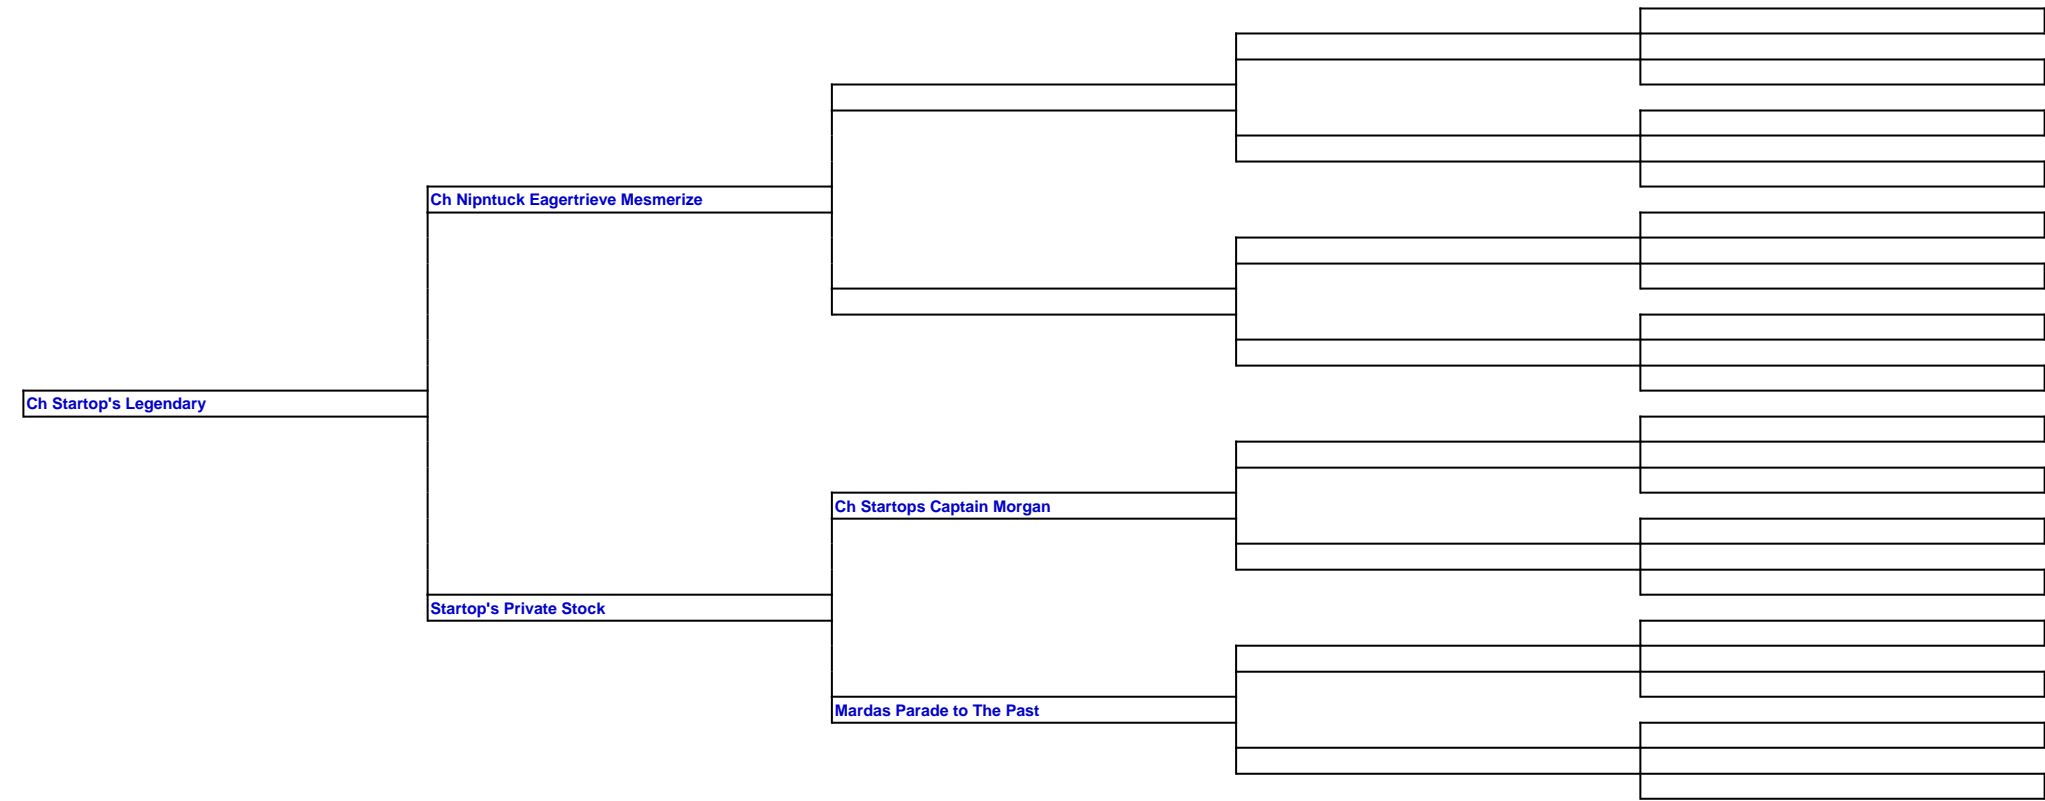 Ch Nipntuck Eagertrieve Mesmerize
Ch Startop's Legendary
Ch Startops Captain Morgan
Startop's Private Stock
Mardas Parade to The Past